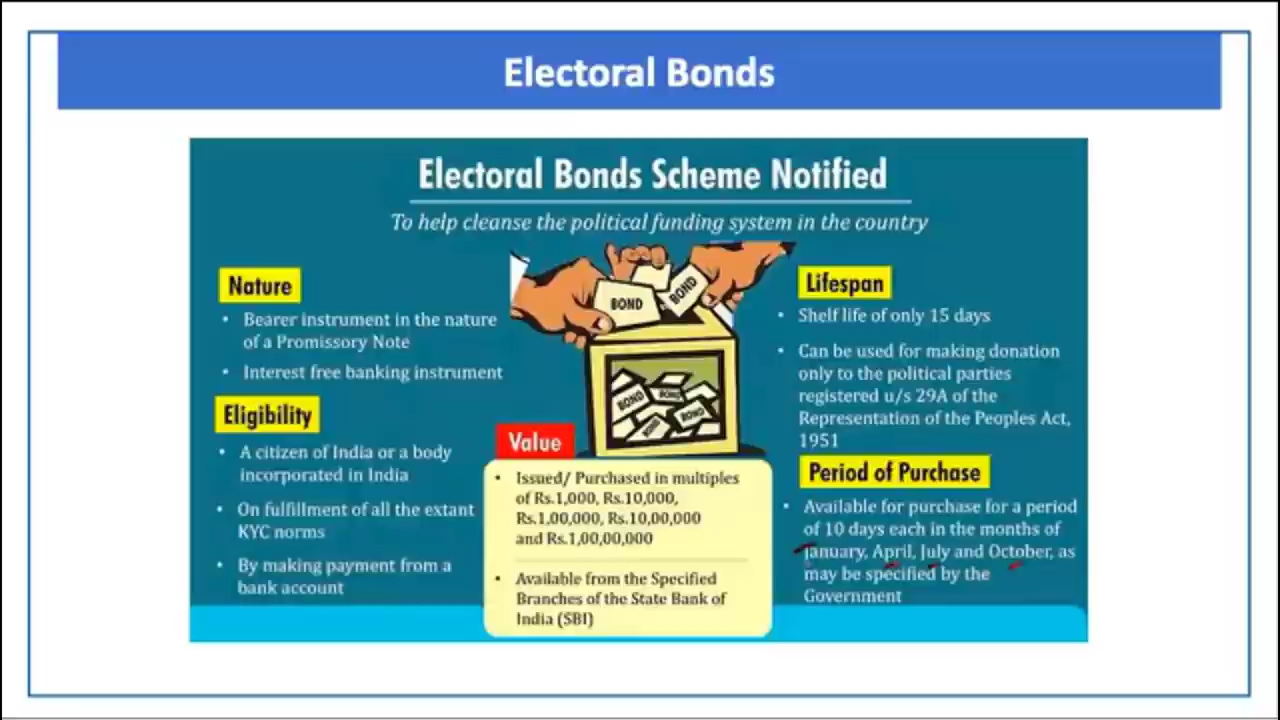 Electoral Bonds
Electoral Bonds Scheme Notified
To help cleanse the political funding system in the country
Nature
• Bearer instrument in the nature
of a Promissory Note
• Interest free banking instrument
Eligibility
• A citizen of India or a body
incorporated in India
• On fulfillment of all the extant
KYC norms
• By making payment from a
bank account
BOND
BOND
BOND
BOND
BOND
BOND
Value
• Issued/ Purchased in multiples
of Rs.1,000, Rs.10,000,
Rs.1,00,000, Rs.10,00,000
and Rs.1,00,00,000
• Available from the Specified
Branches of the State Bank of
India (SBI)
Lifespan
• Shelf life of only 15 days
• Can be used for making donation
only to the political parties
registered u/s 29A of the
Representation of the Peoples Act,
1951
Period of Purchase
• Available for purchase for a period
of 10 days each in the months of
January, April, July and October, as
may be specified by the
Government